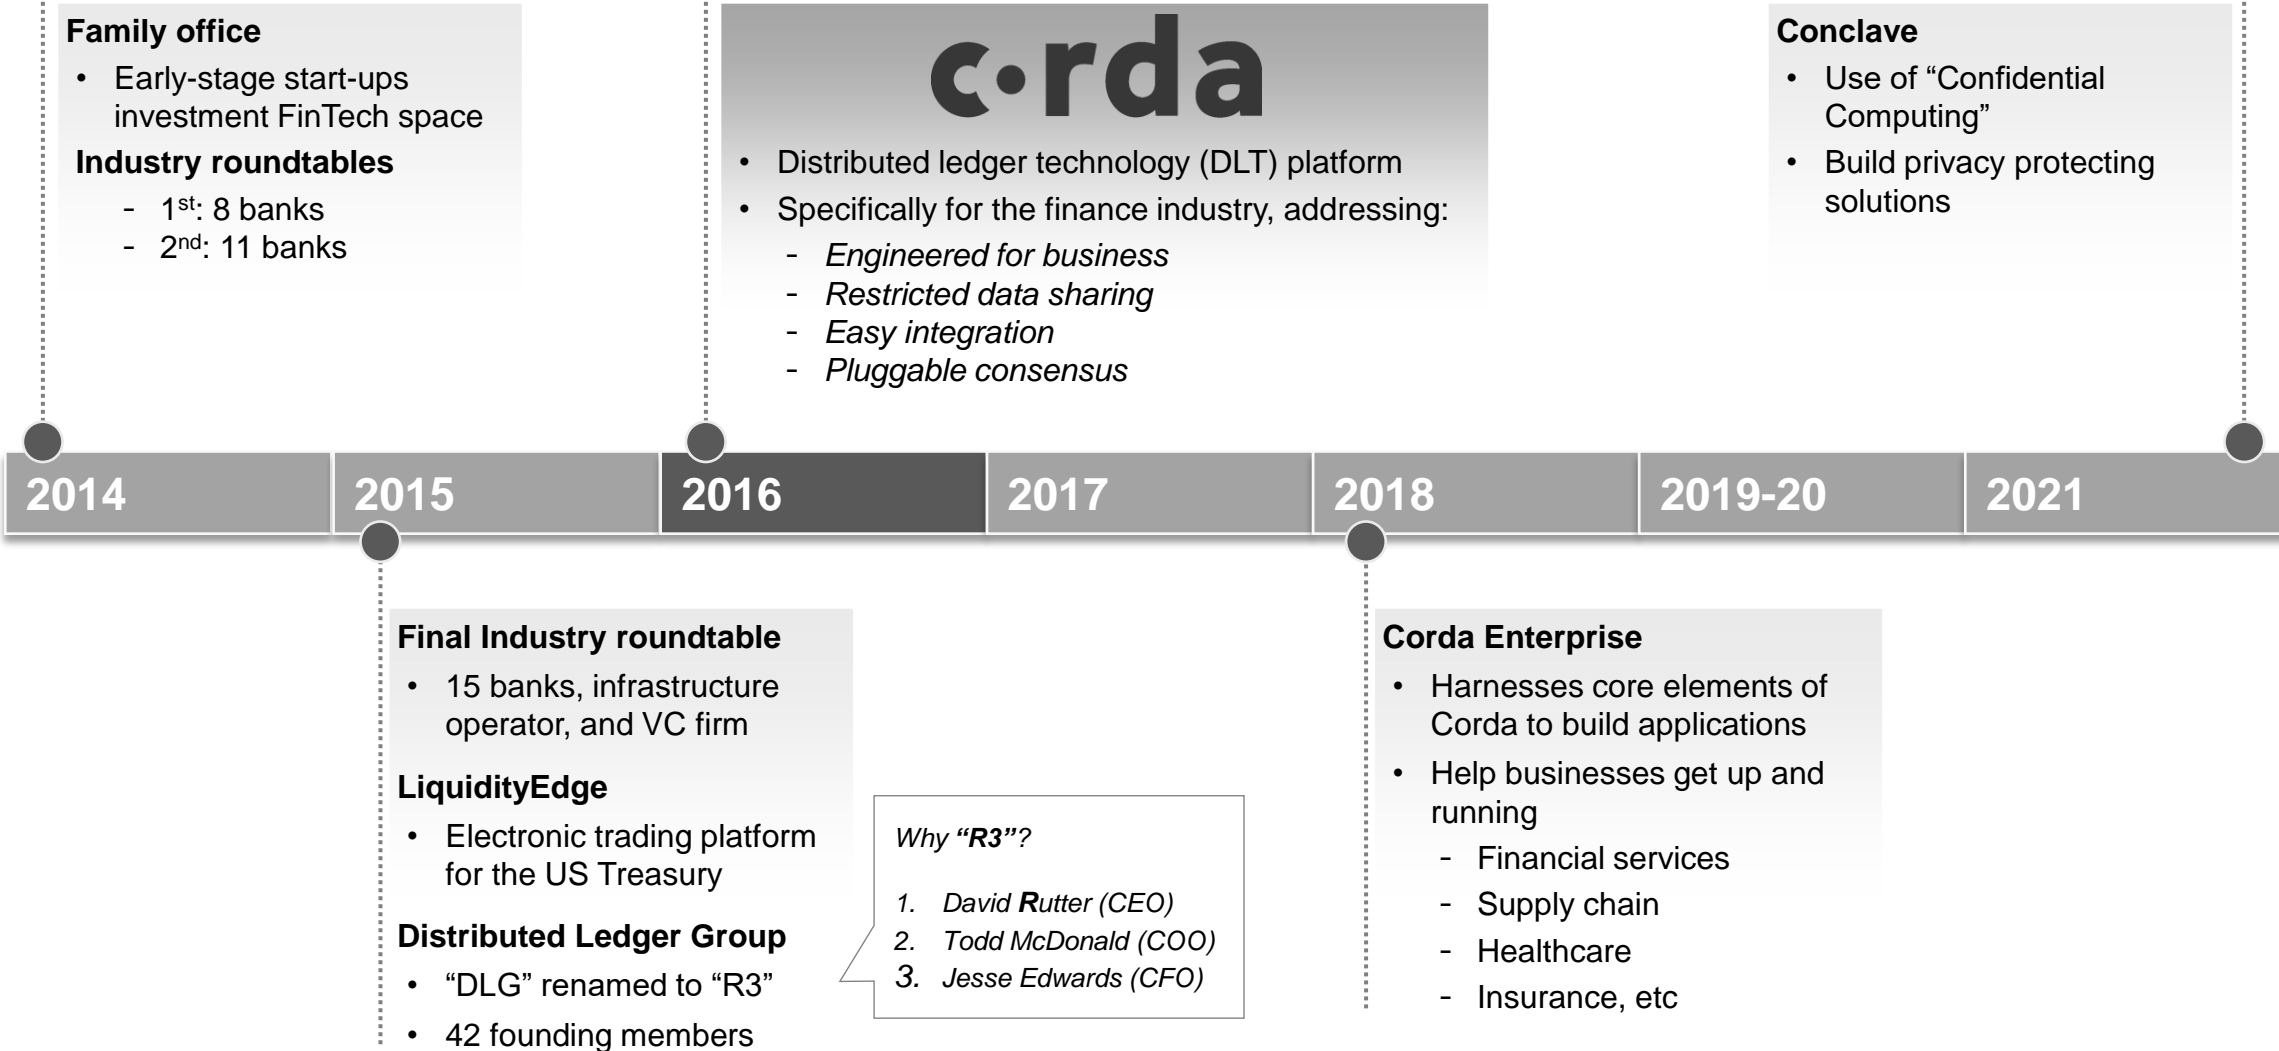 Family office
• Early-stage start-ups
investment FinTech space
Industry roundtables
- 1st: 8 banks
- 2nd: 11 banks
c•rda
• Distributed ledger technology (DLT) platform
• Specifically for the finance industry, addressing:
- Engineered for business
- Restricted data sharing
- Easy integration
- Pluggable consensus
Conclave
• Use of “Confidential
Computing”
• Build privacy protecting
solutions
2014
2015
2016
2017
2018
2019-20
2021
Final Industry roundtable
• 15 banks, infrastructure
operator, and VC firm
LiquidityEdge
• Electronic trading platform
for the US Treasury
Distributed Ledger Group
• “DLG” renamed to “R3”
• 42 founding members
Why “R3”?
1. David Rutter (CEO)
2. Todd McDonald (COO)
3. Jesse Edwards (CFO)
Corda Enterprise
• Harnesses core elements of
Corda to build applications
• Help businesses get up and
running
- Financial services
- Supply chain
- Healthcare
- Insurance, etc